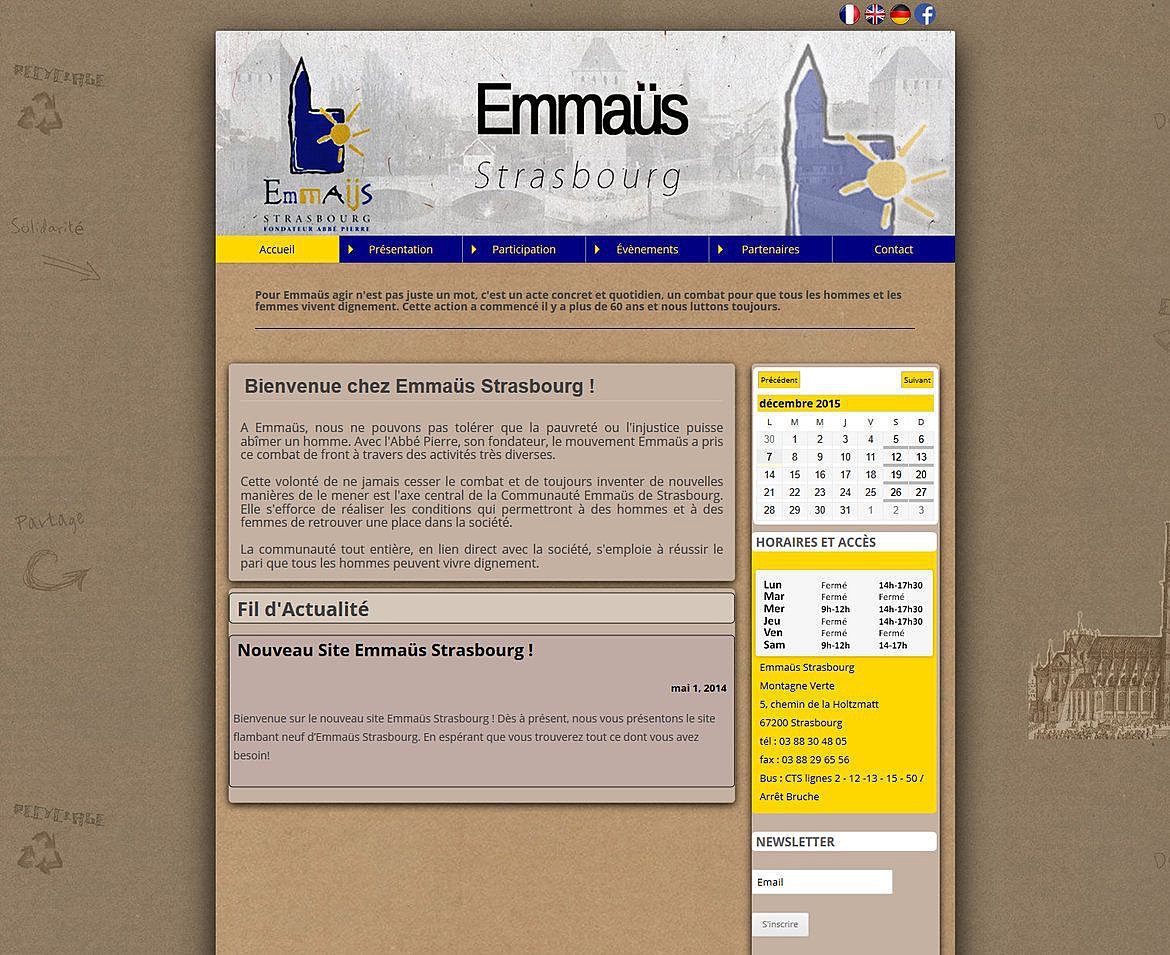 Emmaüs
Strasbourg
EmmAÜS
STRASBOURG
FONDATEUR ABBÉ PIERRE
Accueil
Présentation
Participation
Évènements
Partenaires
Contact
Pour Emmaüs agir n'est pas juste un mot, c'est un acte concret et quotidien, un combat pour que tous les hommes et les
femmes vivent dignement. Cette action a commencé il y a plus de 60 ans et nous luttons toujours.
Bienvenue chez Emmaüs Strasbourg !
A Emmaüs, nous ne pouvons pas tolérer que la pauvreté ou l'injustice puisse
abîmer un homme. Avec l'Abbé Pierre, son fondateur, le mouvement Emmaüs a pris
ce combat de front à travers des activités très diverses.
Cette volonté de ne jamais cesser le combat et de toujours inventer de nouvelles
manières de le mener est l'axe central de la Communauté Emmaüs de Strasbourg.
Elle s'efforce de réaliser les conditions qui permettront à des hommes et à des
femmes de retrouver une place dans la société.
La communauté tout entière, en lien direct avec la société, s'emploie à réussir le
pari que tous les hommes peuvent vivre dignement.
Fil d'Actualité
Nouveau Site Emmaüs Strasbourg !
mai 1, 2014
Bienvenue sur le nouveau site Emmaüs Strasbourg ! Dès à présent, nous vous présentons le site
flambant neuf d'Emmaüs Strasbourg. En espérant que vous trouverez tout ce dont vous avez
besoin!
Précédent Suivant
décembre 2015
L M M J V S D
30 1 2 3 4 5 6
7 8 9 10 11 12 13
14 15 16 17 18 19 20
21 22 23 24 25 26 27
28 29 30 31 1 2 3
HORAIRES ET ACCÈS
Lun Fermé 14h-17h30
Mar Fermé Fermé
Mer 9h-12h 14h-17h30
Jeu Fermé 14h-17h30
Ven Fermé Fermé
Sam 9h-12h 14-17h
Emmaüs Strasbourg
Montagne Verte
5, chemin de la Holtzmatt
67200 Strasbourg
tél : 03 88 30 48 05
fax : 03 88 29 65 56
Bus : CTS lignes 2 - 12 -13 - 15 - 50 /
Arrêt Bruche
NEWSLETTER
Email
S'inscrire
RECYCLAGE
Solidarité
Partage
RECYCLAGE